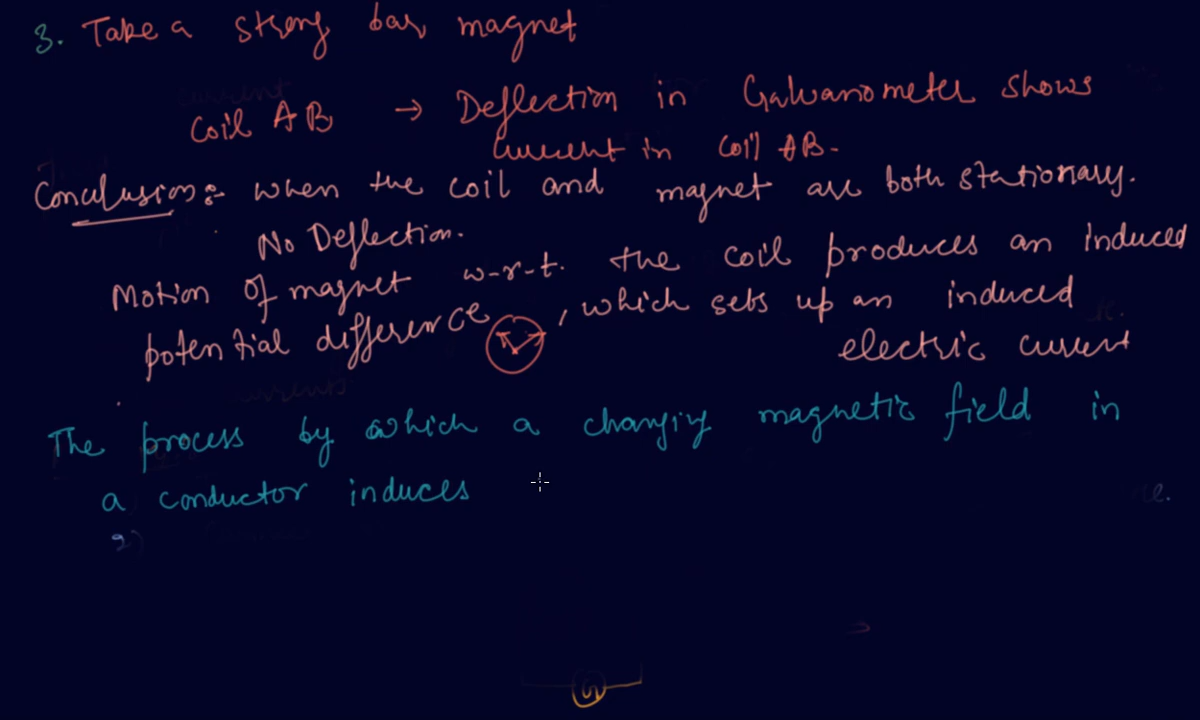 3. Take a strong bar magnet
Coil AB → Deflection in Galvanometer shows
current in coil AB.
Conclusion:- when the coil and magnet are both stationary.
No Deflection.
Motion of magnet w-r-t. the coil produces an induced
potential difference, which sets up an induced
electric current
The process by which a changing magnetic field in
a conductor induces
2)